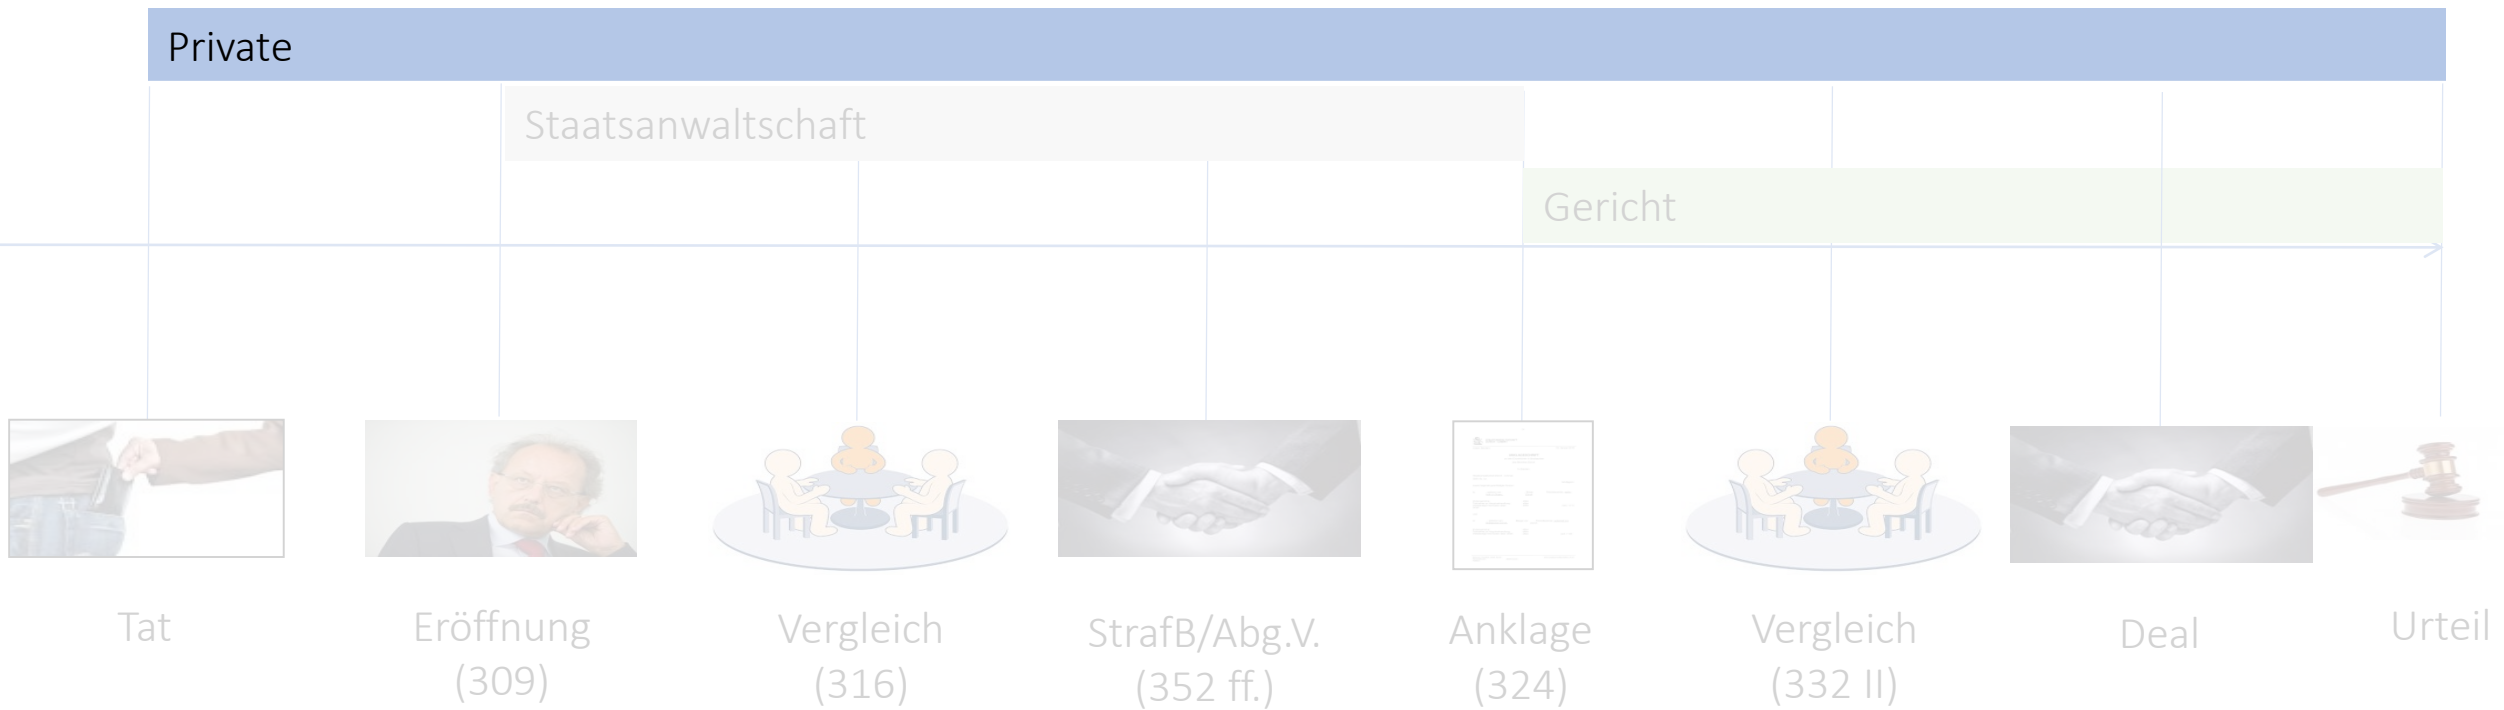 Private
Staatsanwaltschaft
Gericht
Tat
Eröffnung
(309)
Vergleich
(316)
StrafB/Abg.V.
(352 ff.)
Anklage
(324)
Vergleich
(332 II)
Deal
Urteil